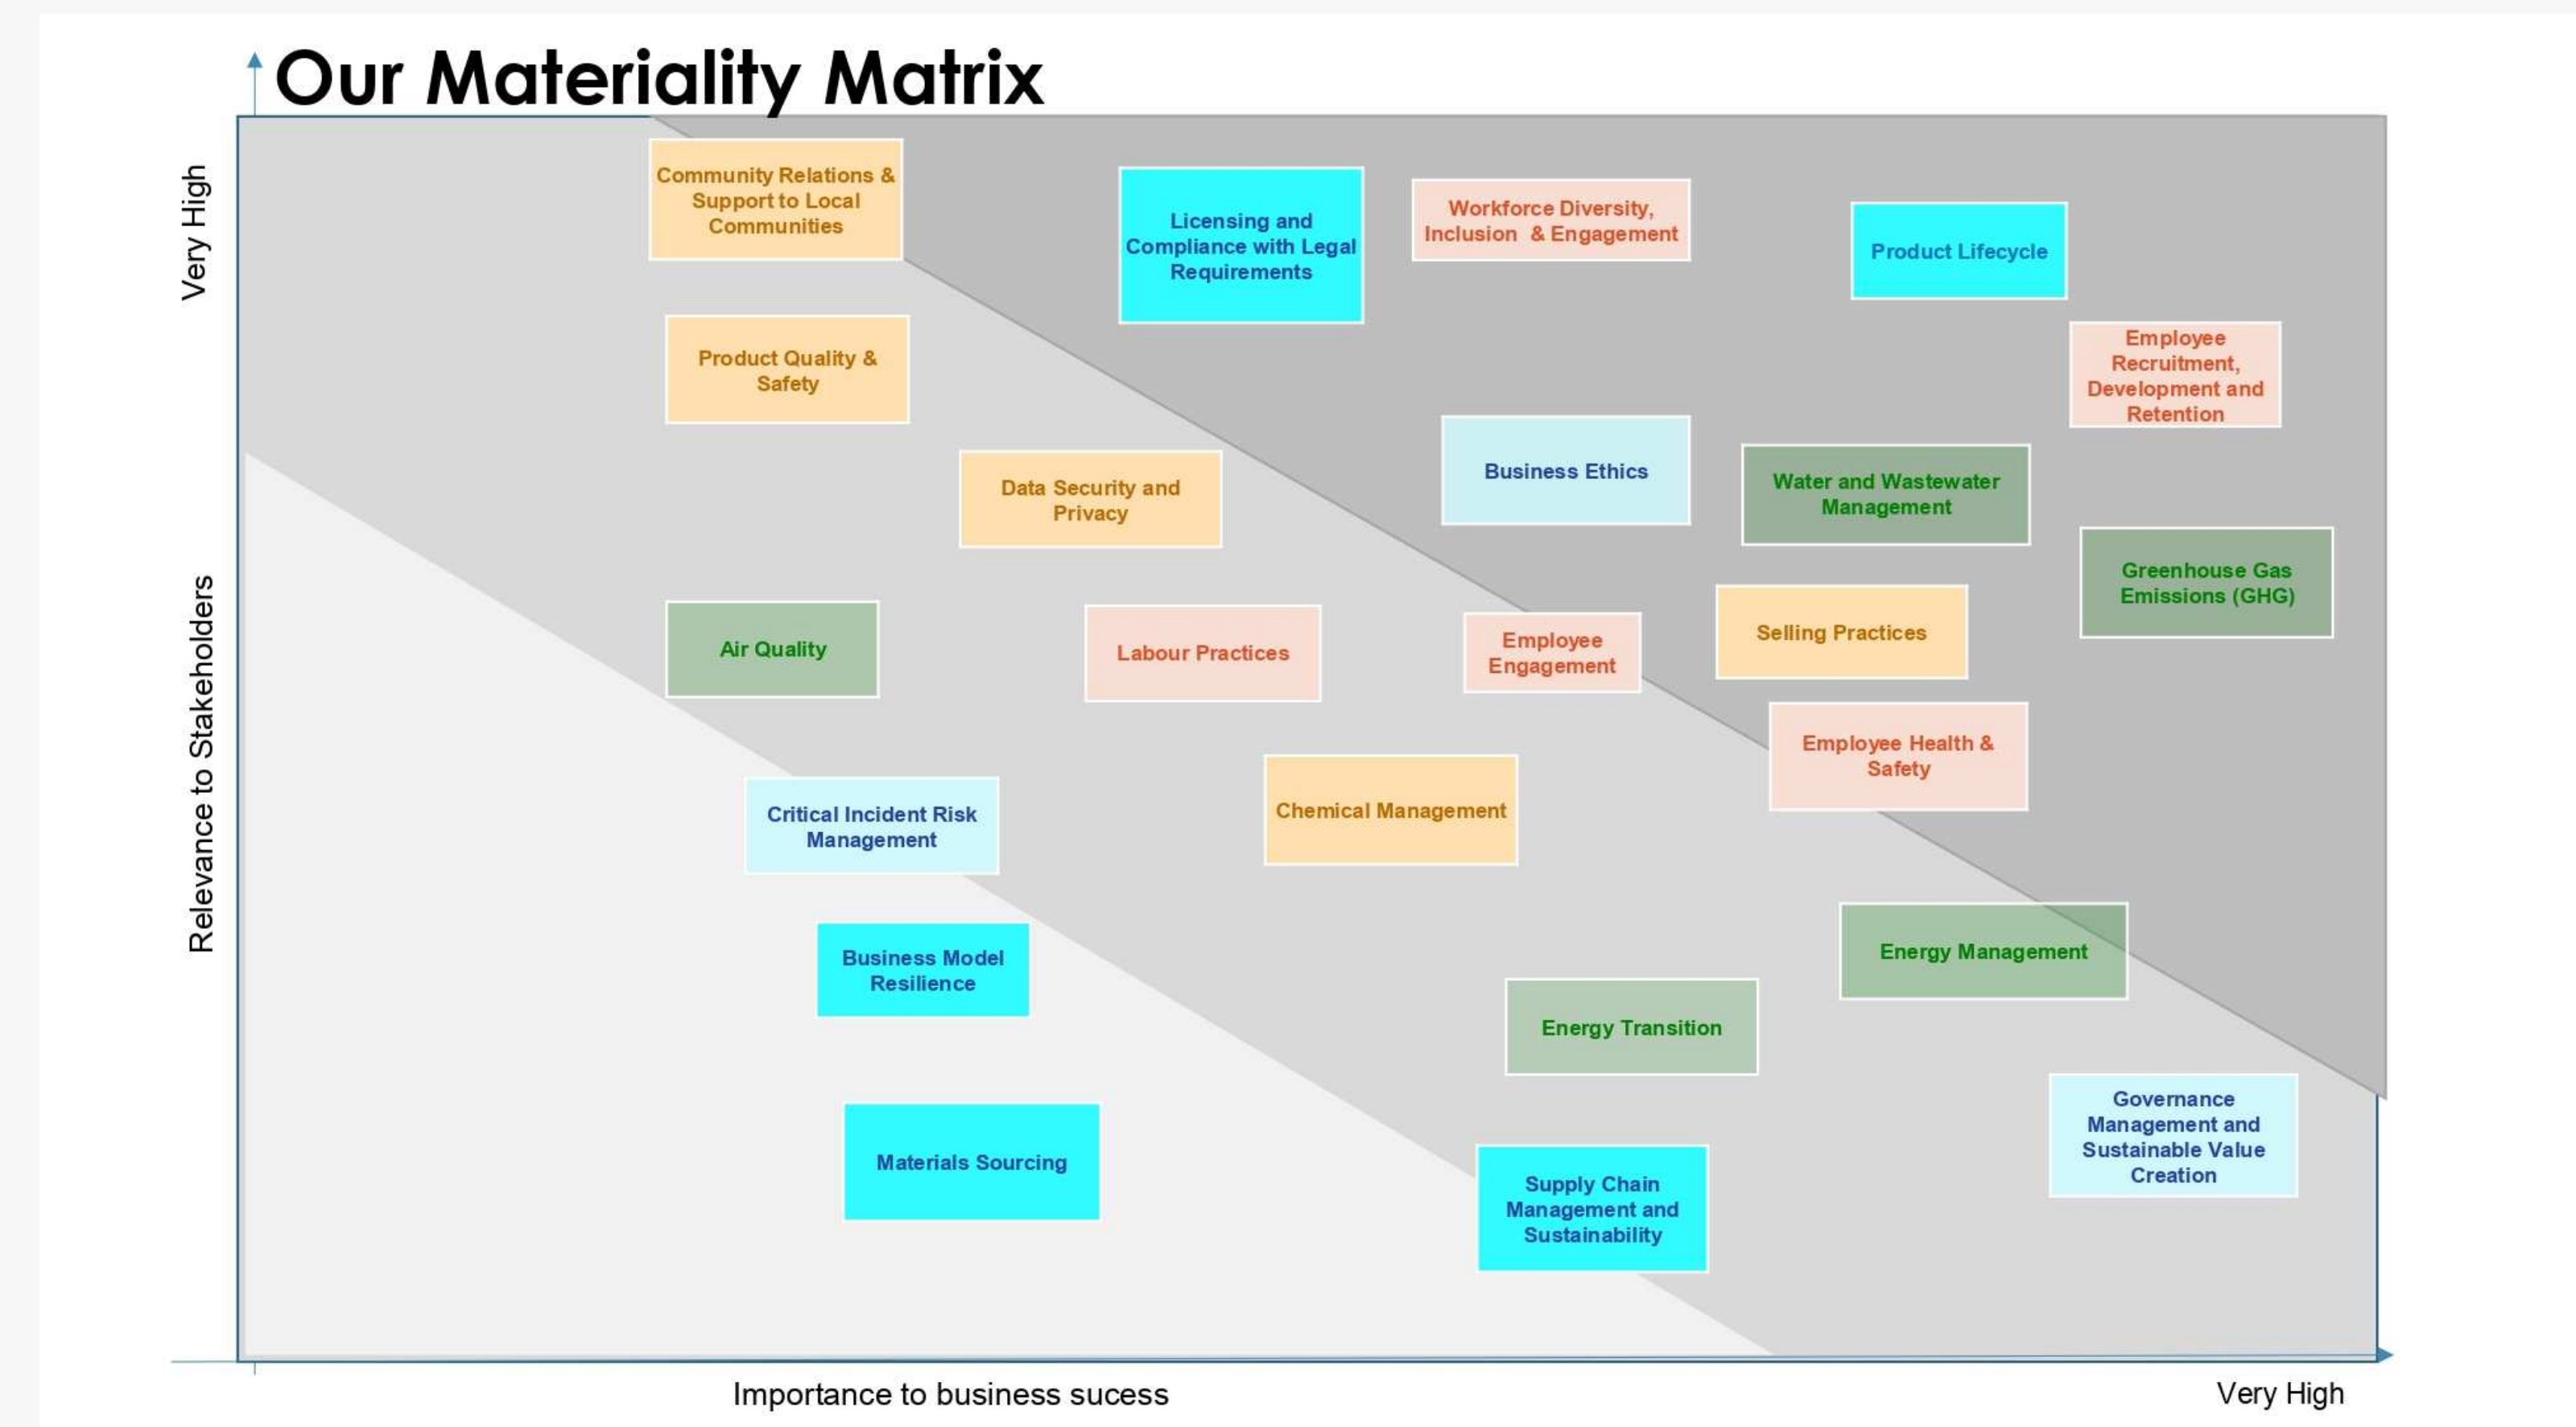 Our Materiality Matrix
Very High
Relevance to Stakeholders
Community Relations &
Support to Local
Communities
Licensing and
Compliance with Legal
Requirements
Workforce Diversity,
Inclusion  & Engagement
Product Lifecycle
Product Quality &
Safety
Employee
Recruitment,
Development and
Retention
Data Security and
Privacy
Business Ethics
Water and Wastewater
Management
Greenhouse Gas
Emissions (GHG)
Air Quality
Labour Practices
Employee
Engagement
Selling Practices
Employee Health &
Safety
Critical Incident Risk
Management
Chemical Management
Business Model
Resilience
Energy Management
Energy Transition
Materials Sourcing
Supply Chain
Management and
Sustainability
Governance
Management and
Sustainable Value
Creation
Importance to business sucess
Very High